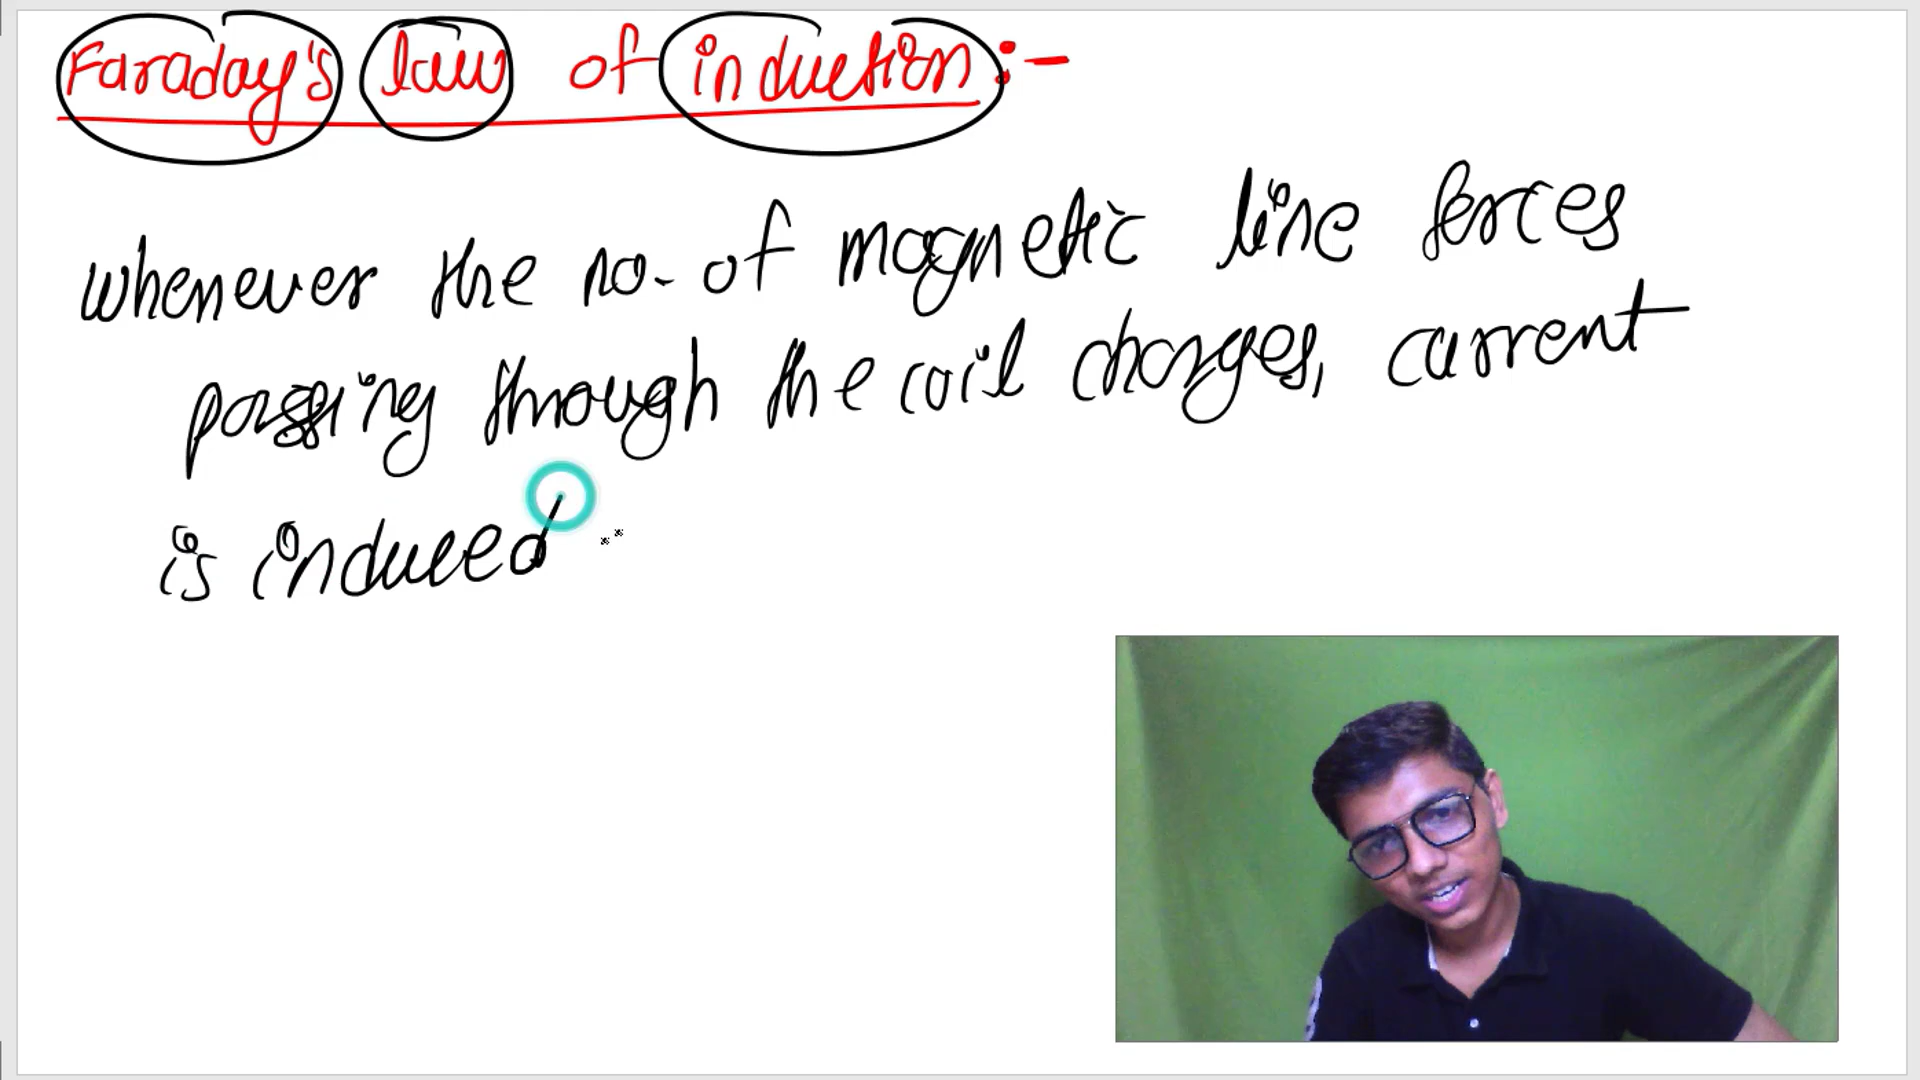 Faraday's law of induction :-
whenever the no. of magnetic line forces
passing through the coil changes, current
is induced